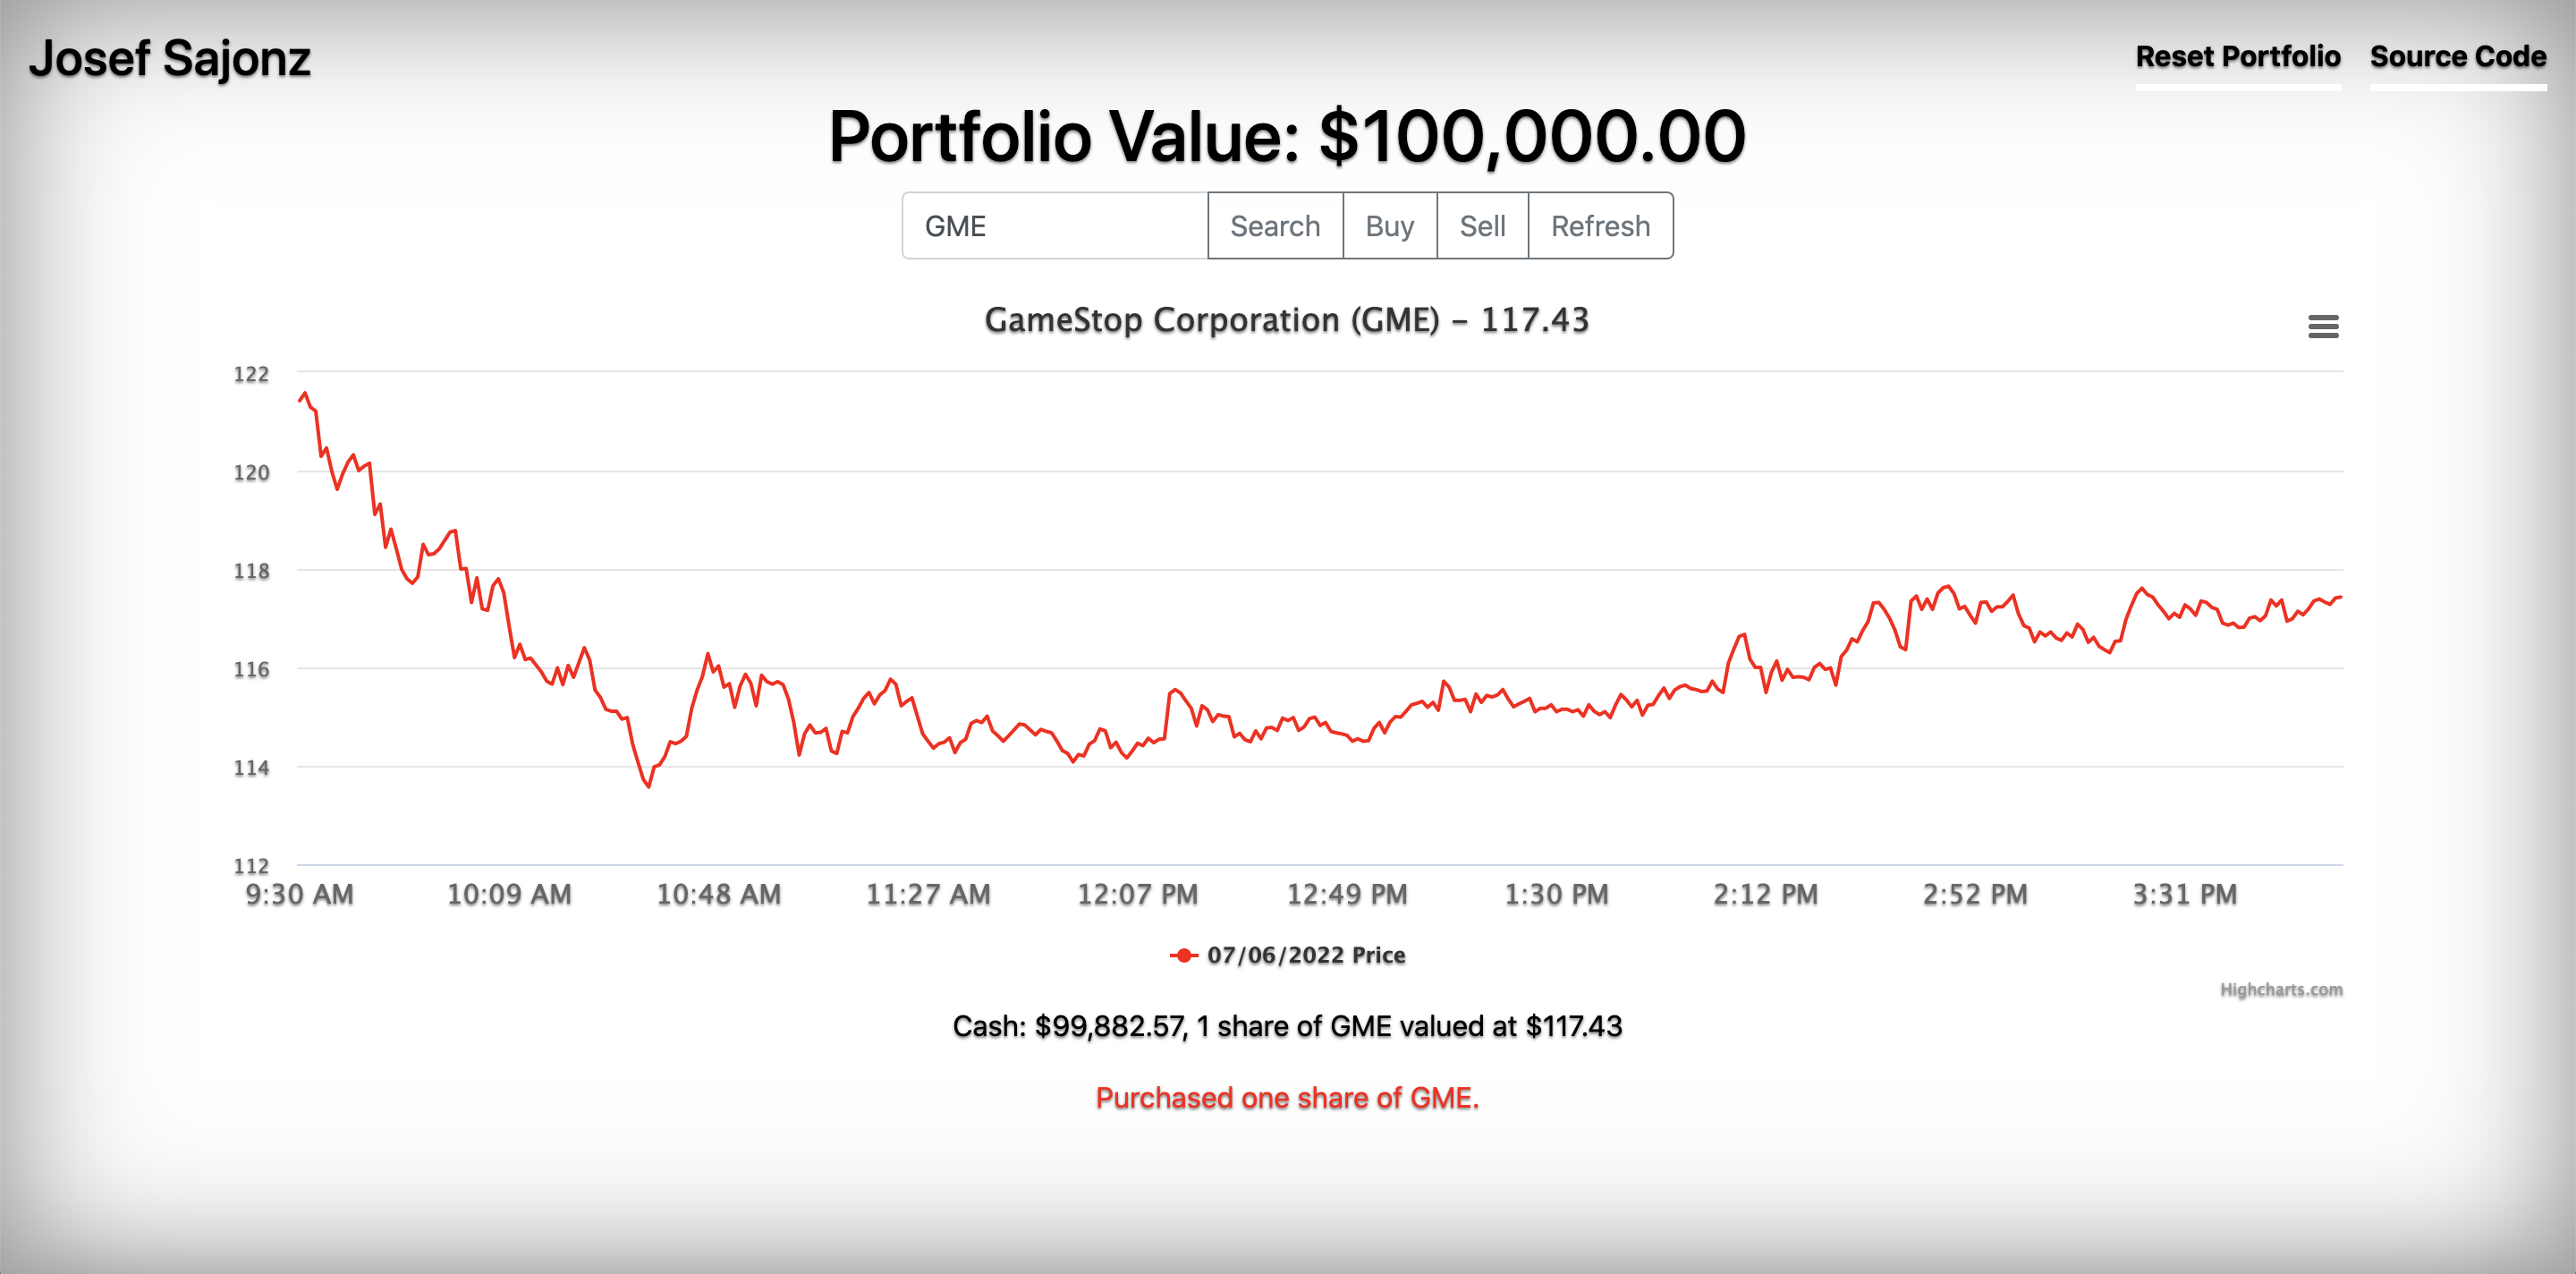 Josef Sajonz
Reset Portfolio Source Code
Portfolio Value: $100,000.00
GME Search Buy Sell Refresh
GameStop Corporation (GME) – 117.43
122
120
118
116
114
112
9:30 AM 10:09 AM 10:48 AM 11:27 AM 12:07 PM 12:49 PM 1:30 PM 2:12 PM 2:52 PM 3:31 PM
07/06/2022 Price
Highcharts.com
Cash: $99,882.57, 1 share of GME valued at $117.43
Purchased one share of GME.